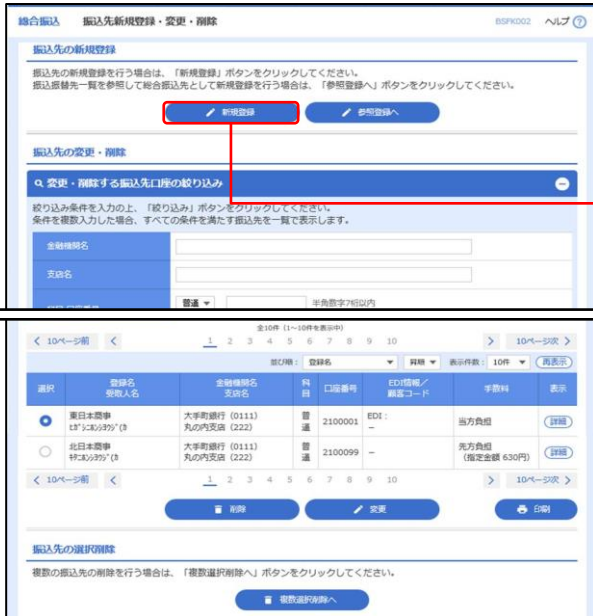 総合振込 振込先新規登録・変更・削除 BSFK002 ヘルプ ?
振込先の新規登録
振込先の新規登録を行う場合は、「新規登録」ボタンをクリックしてください。
振込振替先一覧を参照して総合振込先として新規登録を行う場合は、「参照登録へ」ボタンをクリックしてください。
新規登録 参照登録へ
振込先の変更・削除
変更・削除する振込先口座の絞り込み
絞り込み条件を入力の上、「絞り込み」ボタンをクリックしてください。
条件を複数入力した場合、すべての条件を満たす振込先を一覧で表示します。
金融機関名
支店名
普通 半角数字7桁以内
全10件（1～10件を表示中）
10ページ前 1 2 3 4 5 6 7 8 9 10 10ページ次
並び順： 登録名 昇順 表示件数： 10件 再表示
選択 登録名 受取人名 金融機関名 支店名 科目 口座番号 EDI情報／顧客コード 手数料 表示
東日本商事 大手町銀行（0111） 普通 2100001 EDI： 当方負担 詳細
ﾋｶﾞｼﾆﾎﾝｼﾖｳｼﾞ(ｶ 丸の内支店（222） －
北日本商事 大手町銀行（0111） 普通 2100099 － 先方負担 詳細
ｷﾀﾆﾎﾝｼﾖｳｼﾞ(ｶ 丸の内支店（222） （指定金額 630円）
10ページ前 1 2 3 4 5 6 7 8 9 10 10ページ次
削除 変更 印刷
振込先の選択削除
複数の振込先の削除を行う場合は、「複数選択削除へ」ボタンをクリックしてください。
複数選択削除へ